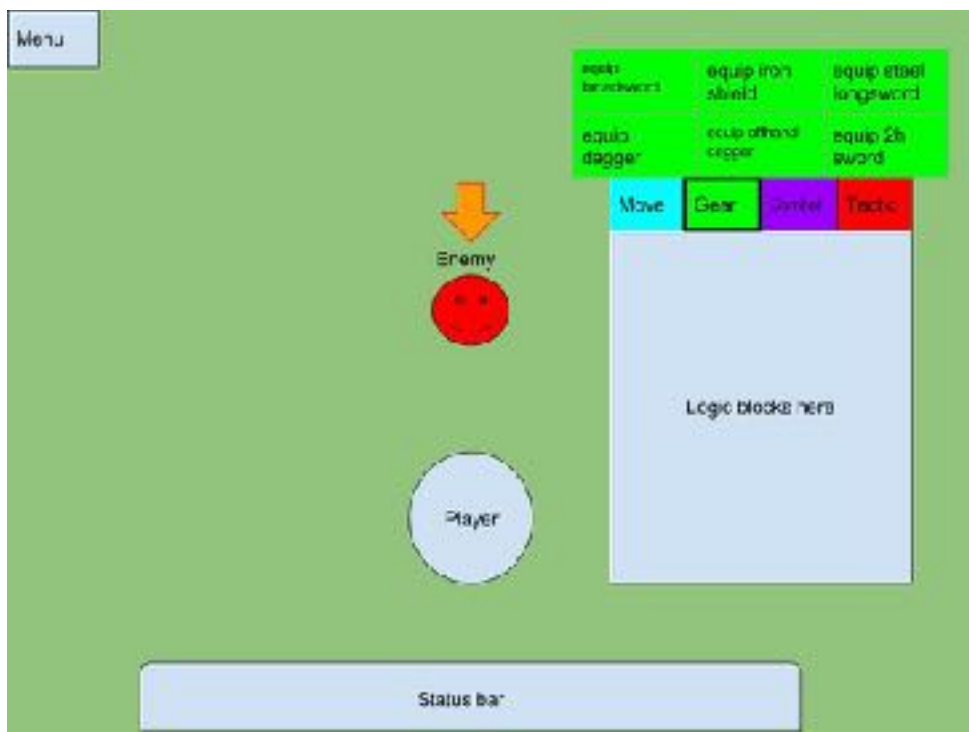 Menu
equip
broadsword
equip iron
shield
equip steel
longsword
equip
dagger
equip offhand
dagger
equip 2h
sword
Move
Gear
Tactic
Enemy
Logic blocks here
Player
Status bar